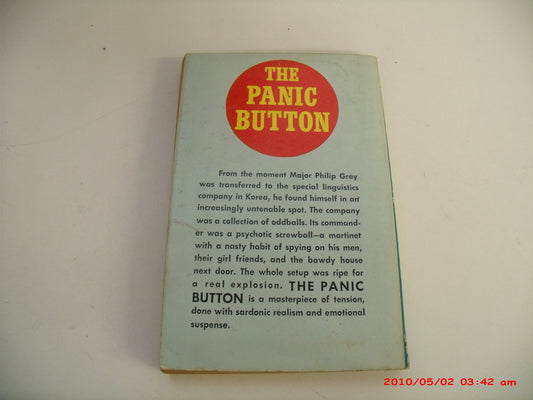 THE
PANIC
BUTTON
From the moment Major Philip Gray
was transferred to the special linguistics
company in Korea, he found himself in an
increasingly untenable spot. The company
was a collection of oddballs. Its command-
er was a psychotic screwball—a martinet
with a nasty habit of spying on his men,
their girl friends, and the bawdy house
next door. The whole setup was ripe for
a real explosion. THE PANIC
BUTTON is a masterpiece of tension,
done with sardonic realism and emotional
suspense.
2010/05/02 03:42 am